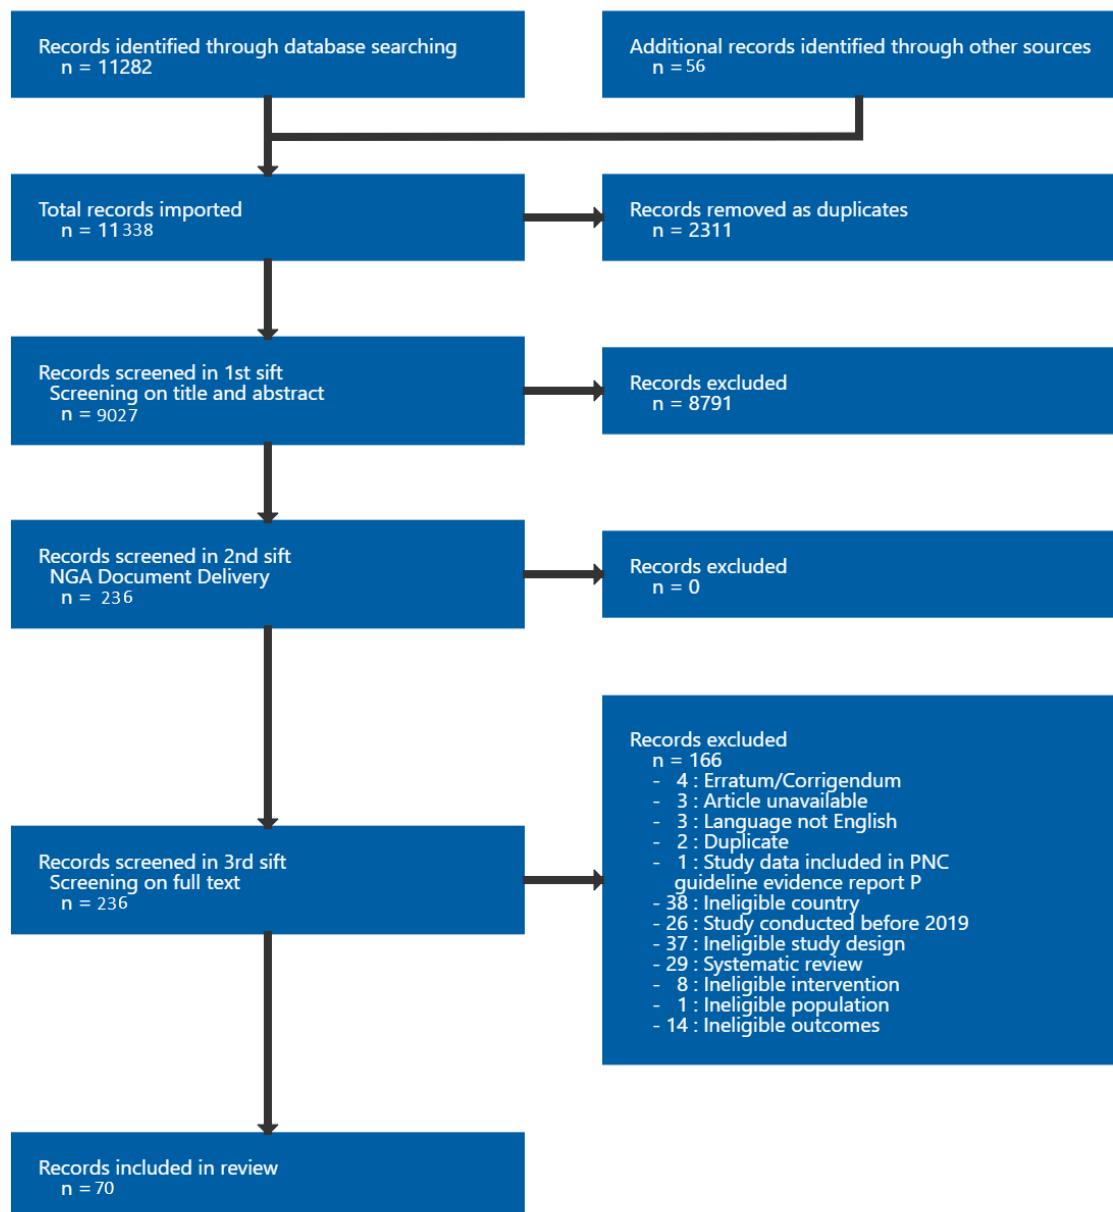 Records identified through database searching
n = 11282
Additional records identified through other sources
n = 56
Total records imported
n = 11338
Records removed as duplicates
n = 2311
Records screened in 1st sift
Screening on title and abstract
n = 9027
Records excluded
n = 8791
Records screened in 2nd sift
NGA Document Delivery
n = 236
Records excluded
n = 0
Records screened in 3rd sift
Screening on full text
n = 236
Records excluded
n = 166
- 4 : Erratum/Corrigendum
- 3 : Article unavailable
- 3 : Language not English
- 2 : Duplicate
- 1 : Study data included in PNC
guideline evidence report P
- 38 : Ineligible country
- 26 : Study conducted before 2019
- 37 : Ineligible study design
- 29 : Systematic review
- 8 : Ineligible intervention
- 1 : Ineligible population
- 14 : Ineligible outcomes
Records included in review
n = 70